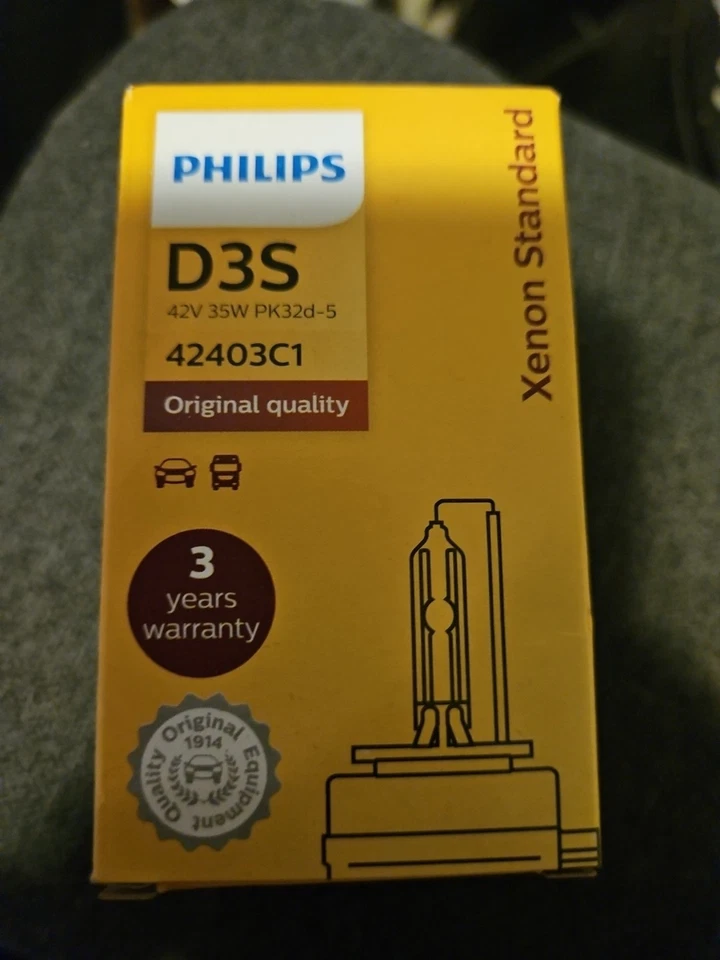 PHILIPS
D3S
42V 35W PK32d-5
42403C1
Original quality
Xenon Standard
3
years
warranty
Quality Original Equipment
1914